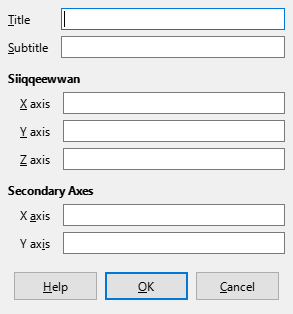 Title
Subtitle
Siiqqeewwan
X axis
Y axis
Z axis
Secondary Axes
X axis
Y axis
Help OK Cancel